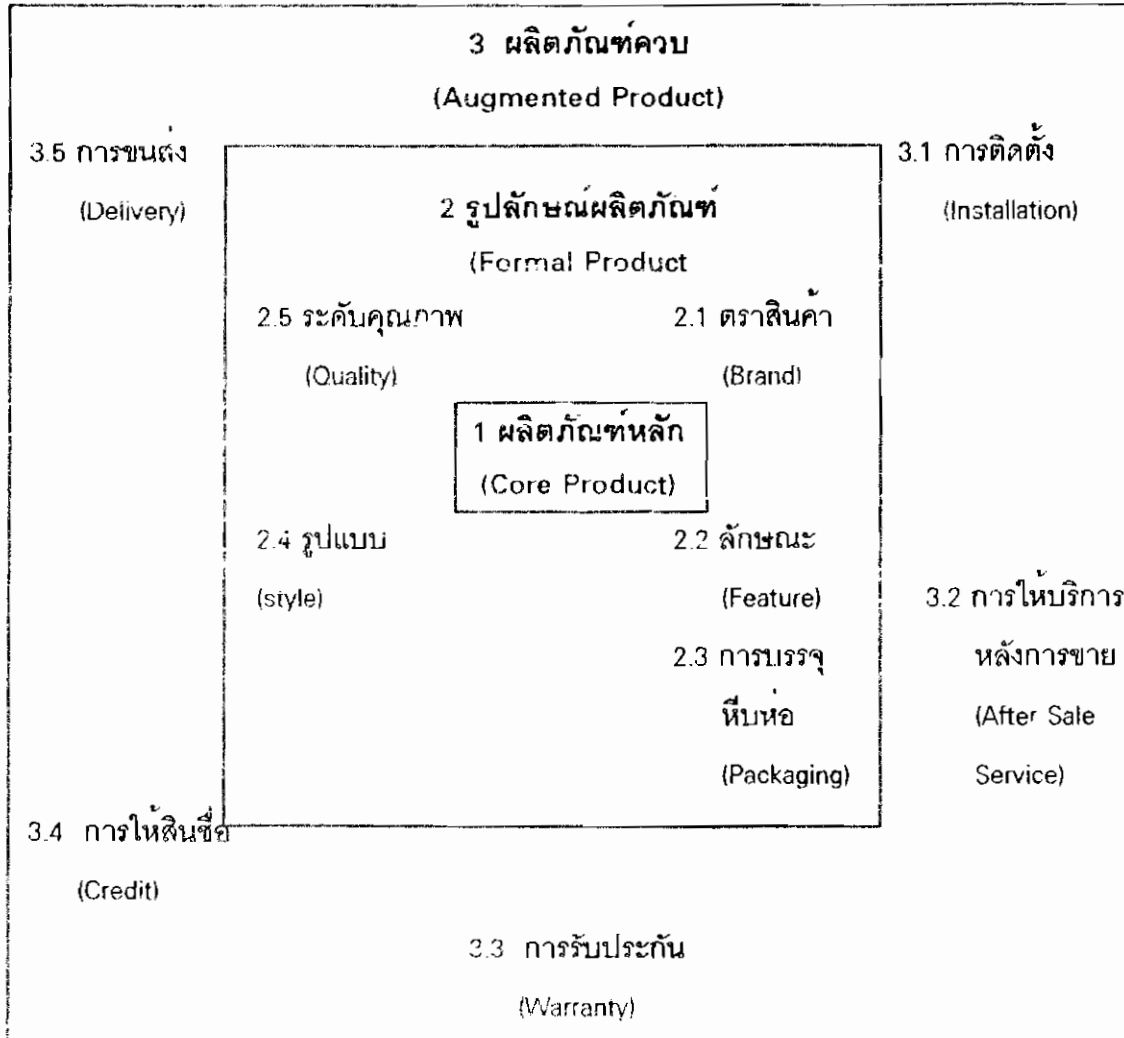 3 ผลิตภัณฑ์ควบ
(Augmented Product)
3.5 การขนส่ง
(Delivery)
3.1 การติดตั้ง
(Installation)
2 รูปลักษณ์ผลิตภัณฑ์
(Formal Product
2.5 ระดับคุณภาพ
(Quality)
2.1 ตราสินค้า
(Brand)
1 ผลิตภัณฑ์หลัก
(Core Product)
2.4 รูปแบบ
(style)
2.2 ลักษณะ
(Feature)
2.3 การบรรจุ
หีบห่อ
(Packaging)
3.2 การให้บริการ
หลังการขาย
(After Sale
Service)
3.4 การให้สินชื่อ
(Credit)
3.3 การรับประกัน
(Warranty)